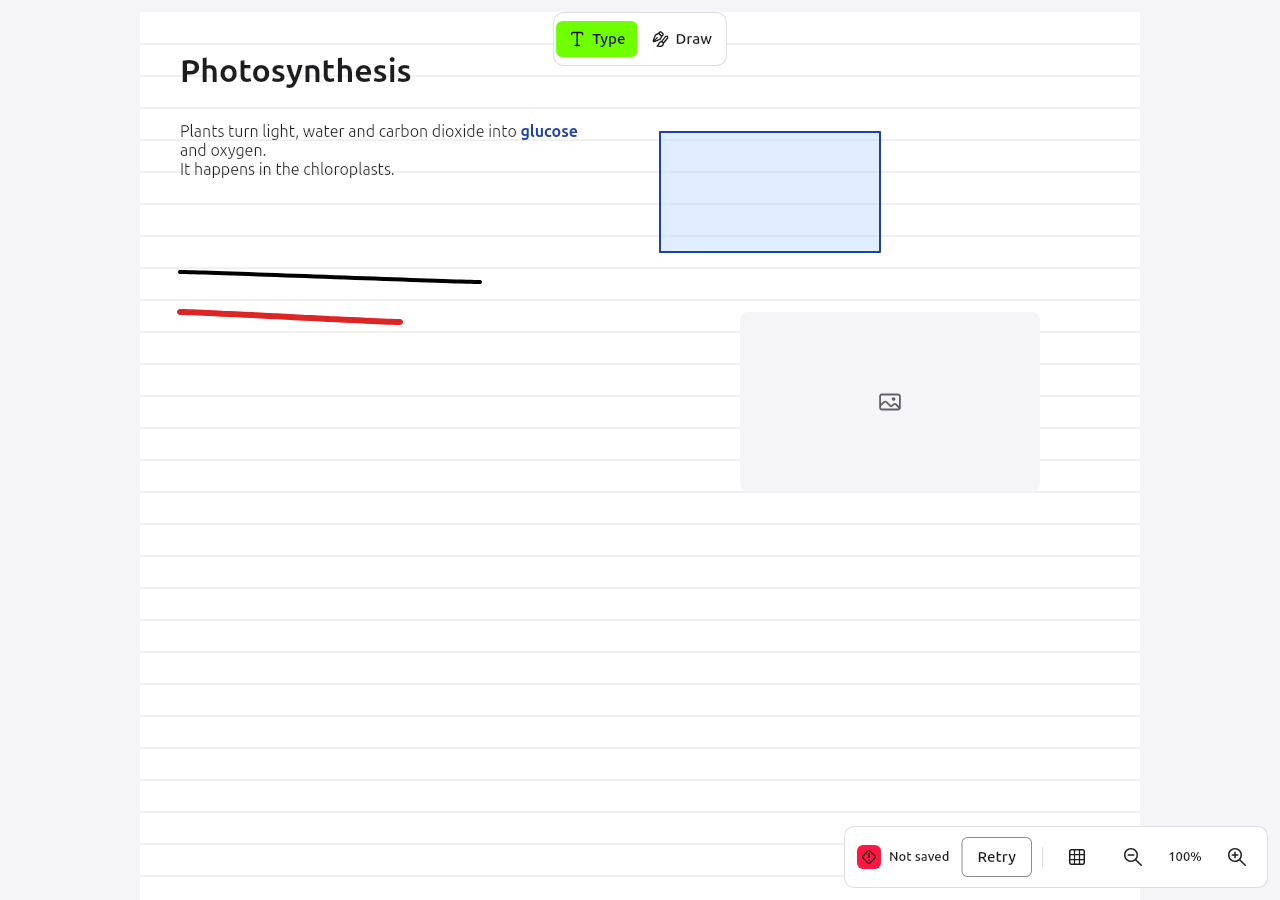 Type
Draw
Photosynthesis
Plants turn light, water and carbon dioxide into glucose
and oxygen.
It happens in the chloroplasts.
Not saved
Retry
100%